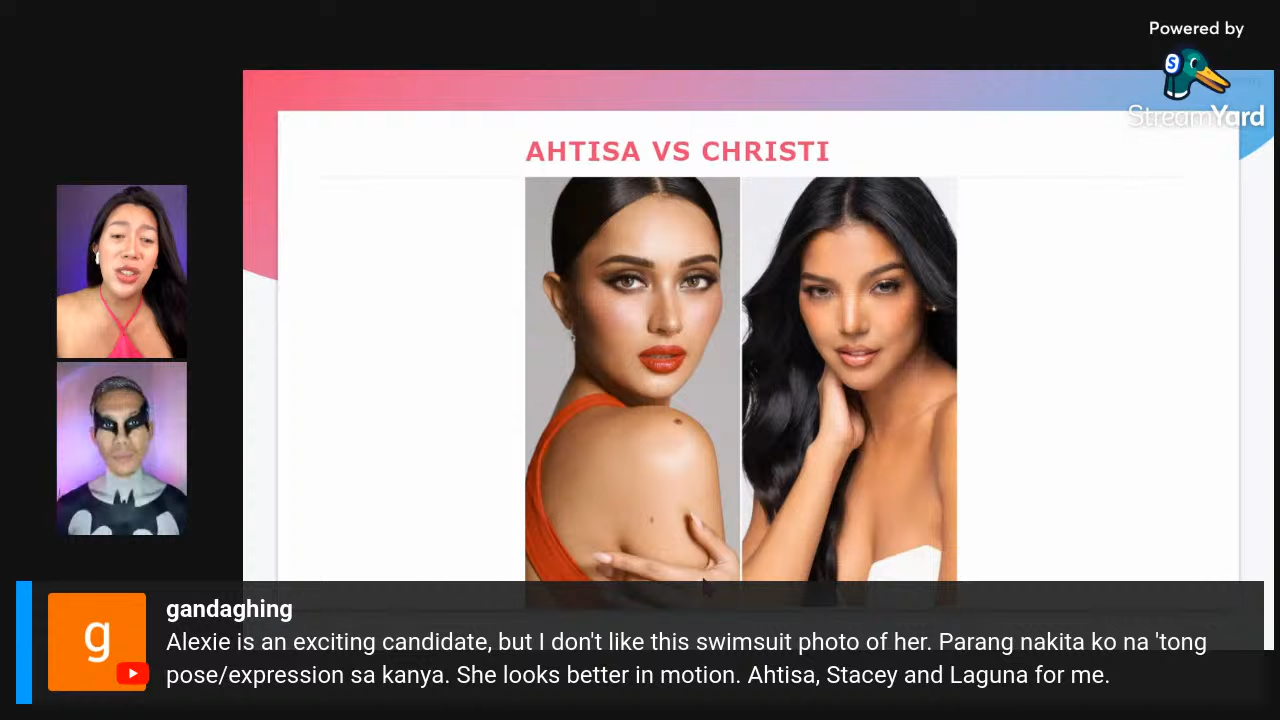 Powered by
StreamYard
AHTISA VS CHRISTI
gandaghing
Alexie is an exciting candidate, but I don't like this swimsuit photo of her. Parang nakita ko na 'tong
pose/expression sa kanya. She looks better in motion. Ahtisa, Stacey and Laguna for me.
g